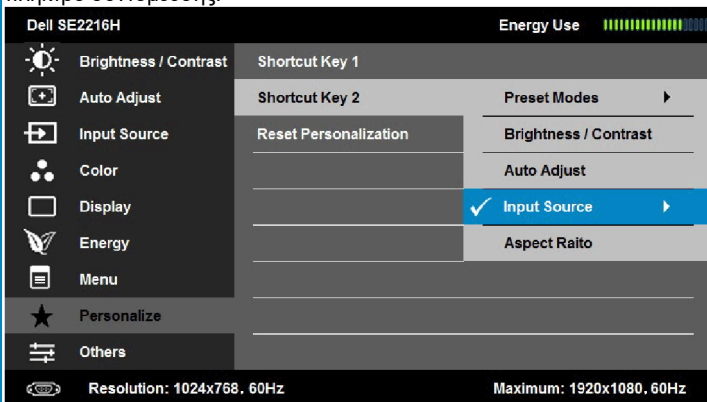 πλήκτρο συντόμευσης.
Dell SE2216H Energy Use
Brightness / Contrast Shortcut Key 1
Auto Adjust Shortcut Key 2 Preset Modes
Input Source Reset Personalization Brightness / Contrast
Color Auto Adjust
Display Input Source
Energy Aspect Raito
Menu
Personalize
Others
Resolution: 1024x768, 60Hz Maximum: 1920x1080, 60Hz